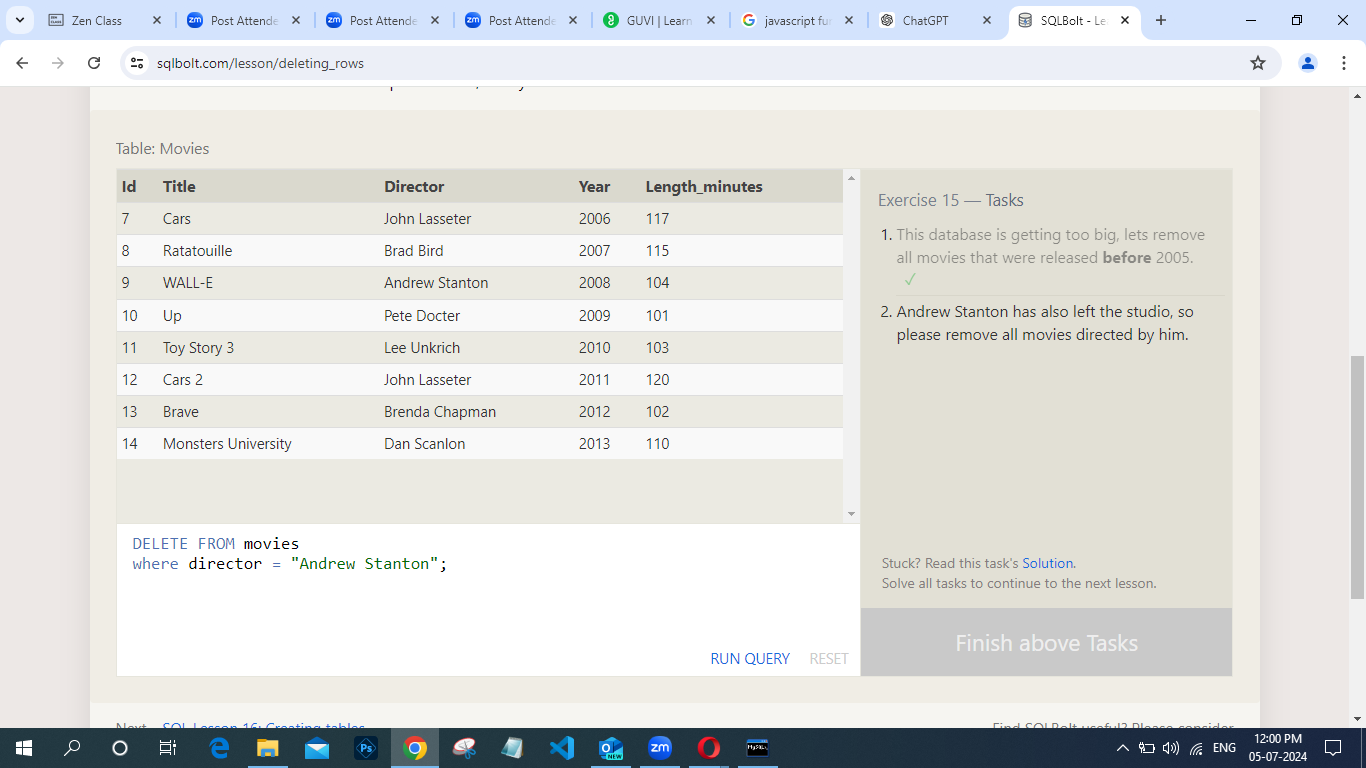 Zen Class
Post Attende
Post Attende
Post Attende
GUVI | Learn
javascript fu
ChatGPT
SQLBolt - Le
sqlbolt.com/lesson/deleting_rows
Table: Movies
Id Title Director Year Length_minutes
7 Cars John Lasseter 2006 117
8 Ratatouille Brad Bird 2007 115
9 WALL-E Andrew Stanton 2008 104
10 Up Pete Docter 2009 101
11 Toy Story 3 Lee Unkrich 2010 103
12 Cars 2 John Lasseter 2011 120
13 Brave Brenda Chapman 2012 102
14 Monsters University Dan Scanlon 2013 110
DELETE FROM movies
where director = "Andrew Stanton";
RUN QUERY RESET
Exercise 15 — Tasks
1. This database is getting too big, lets remove
all movies that were released before 2005.
✓
2. Andrew Stanton has also left the studio, so
please remove all movies directed by him.
Stuck? Read this task's Solution.
Solve all tasks to continue to the next lesson.
Finish above Tasks
Next – SQL Lesson 16: Creating tables
Find SQLBolt useful? Please consider
ENG
12:00 PM
05-07-2024